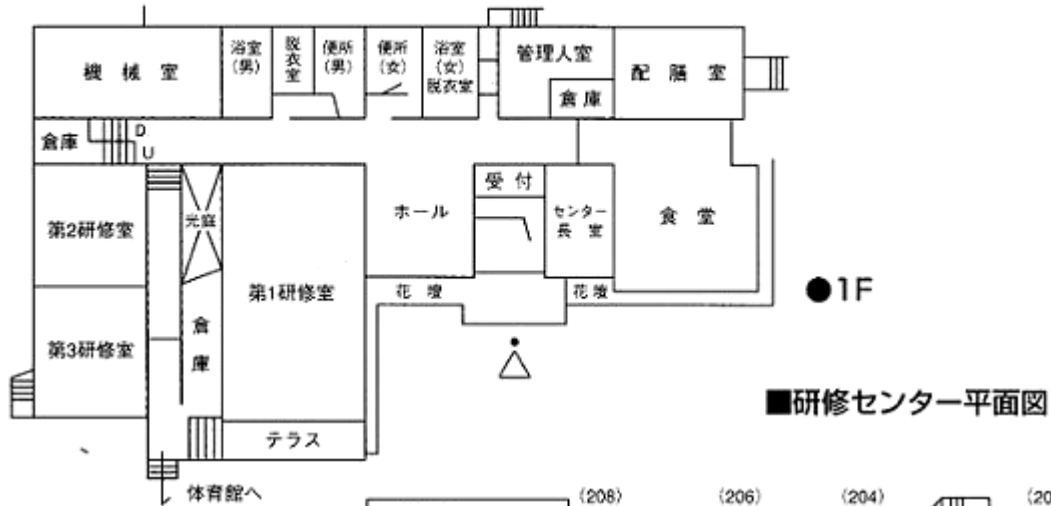 機械室
浴室
(男)
脱
衣
室
便所
(男)
便所
(女)
浴室
(女)
脱衣室
管理人室
倉庫
配膳室
倉庫
D
U
受付
ホール
センター
長室
食堂
第2研修室
光庭
第1研修室
花壇
花壇
●1F
第3研修室
倉
庫
■研修センター平面図
テラス
体育館へ
(208)
(206)
(204)